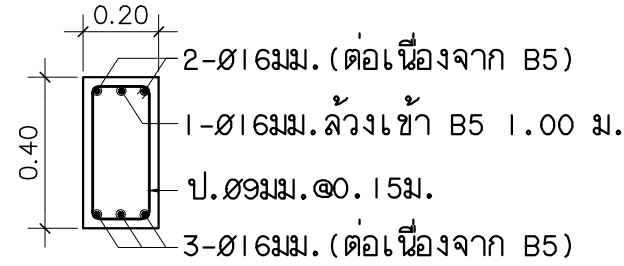 0.20
2-Ø16มม.(ต่อเนื่องจาก B5)
1-Ø16มม.ล้วงเข้า B5 1.00 ม.
0.40
ป.Ø9มม.@0.15ม.
3-Ø16มม.(ต่อเนื่องจาก B5)